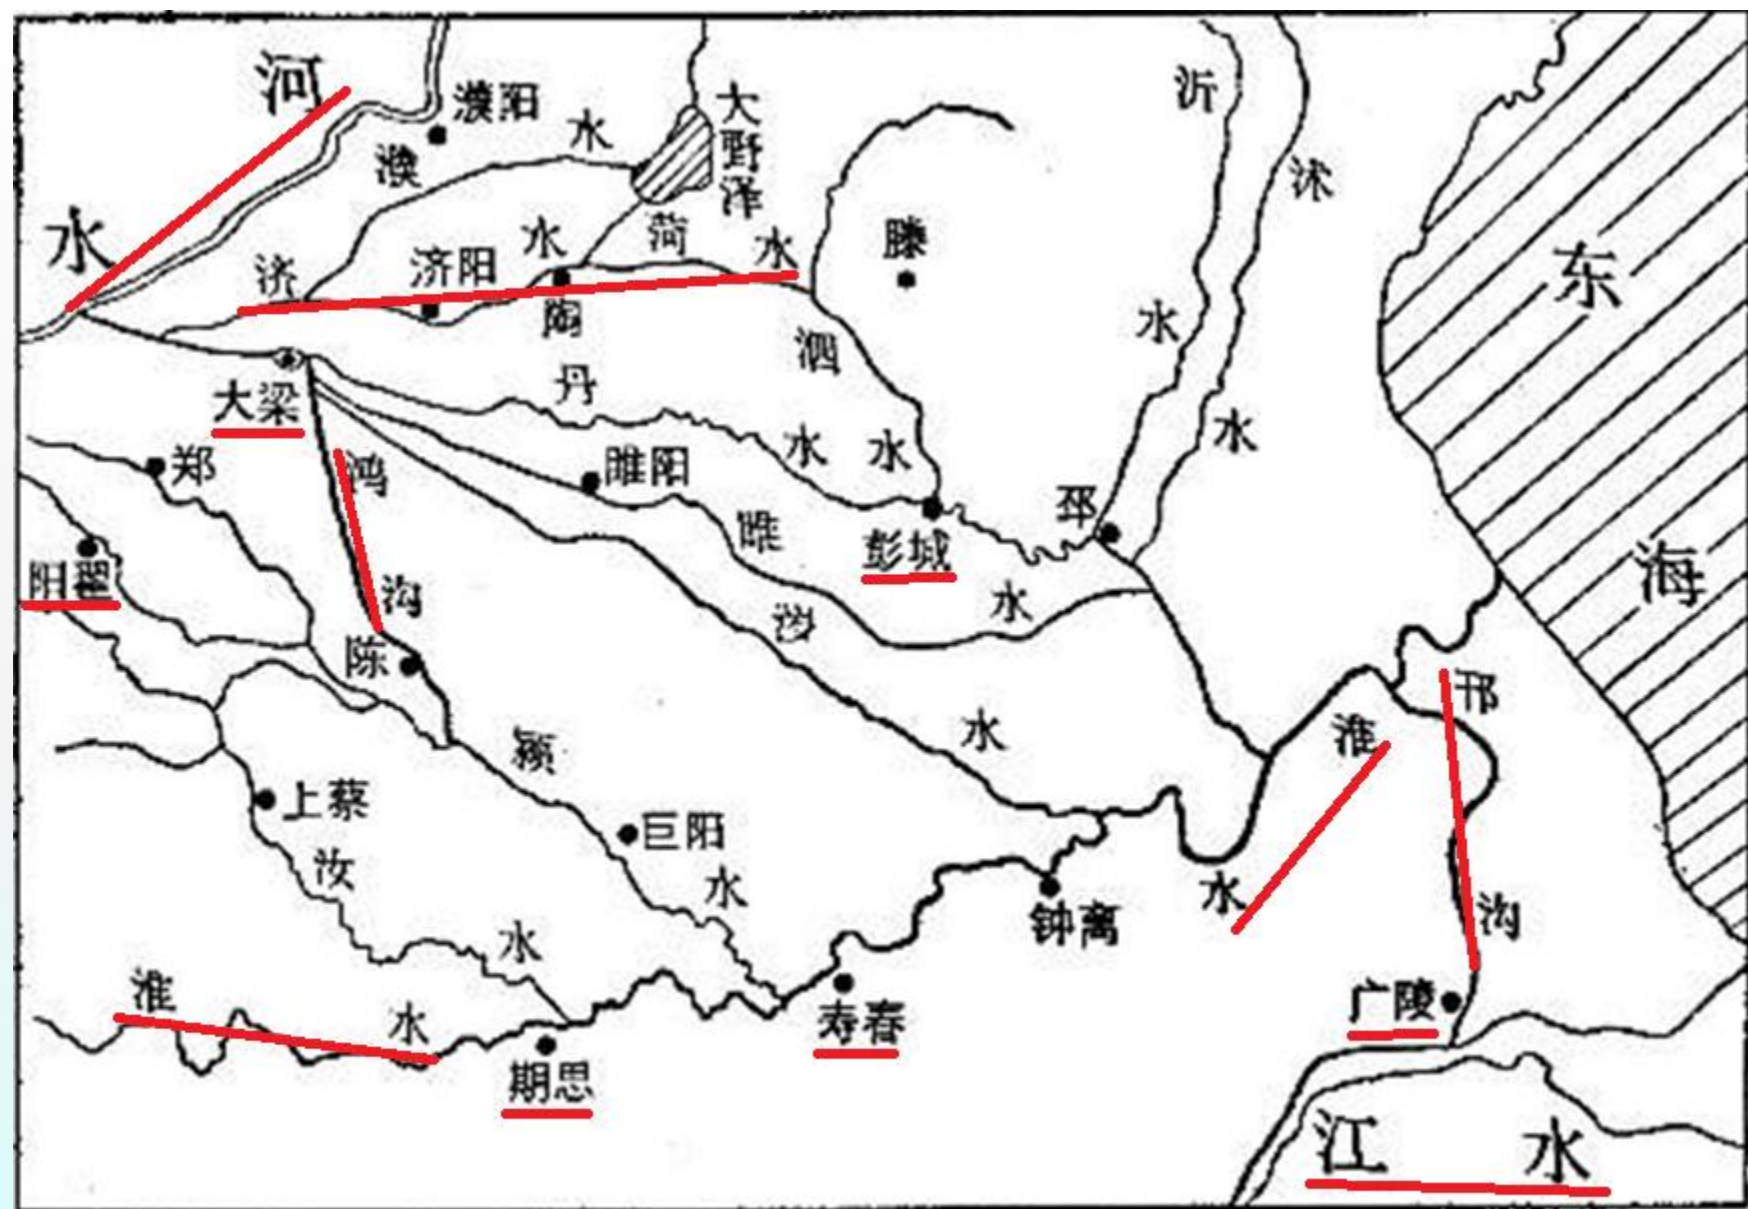 河水
濮阳
濮水
大野泽
沂水
沭水
济水
济阳
菏水
陶
滕
东海
大梁
丹水
泗水
郑
鸿沟
睢阳
睢水
彭城
邳
阳翟
陈
沙水
颍水
淮水
邗沟
上蔡
巨阳
汝水
钟离
淮水
寿春
期思
广陵
江水